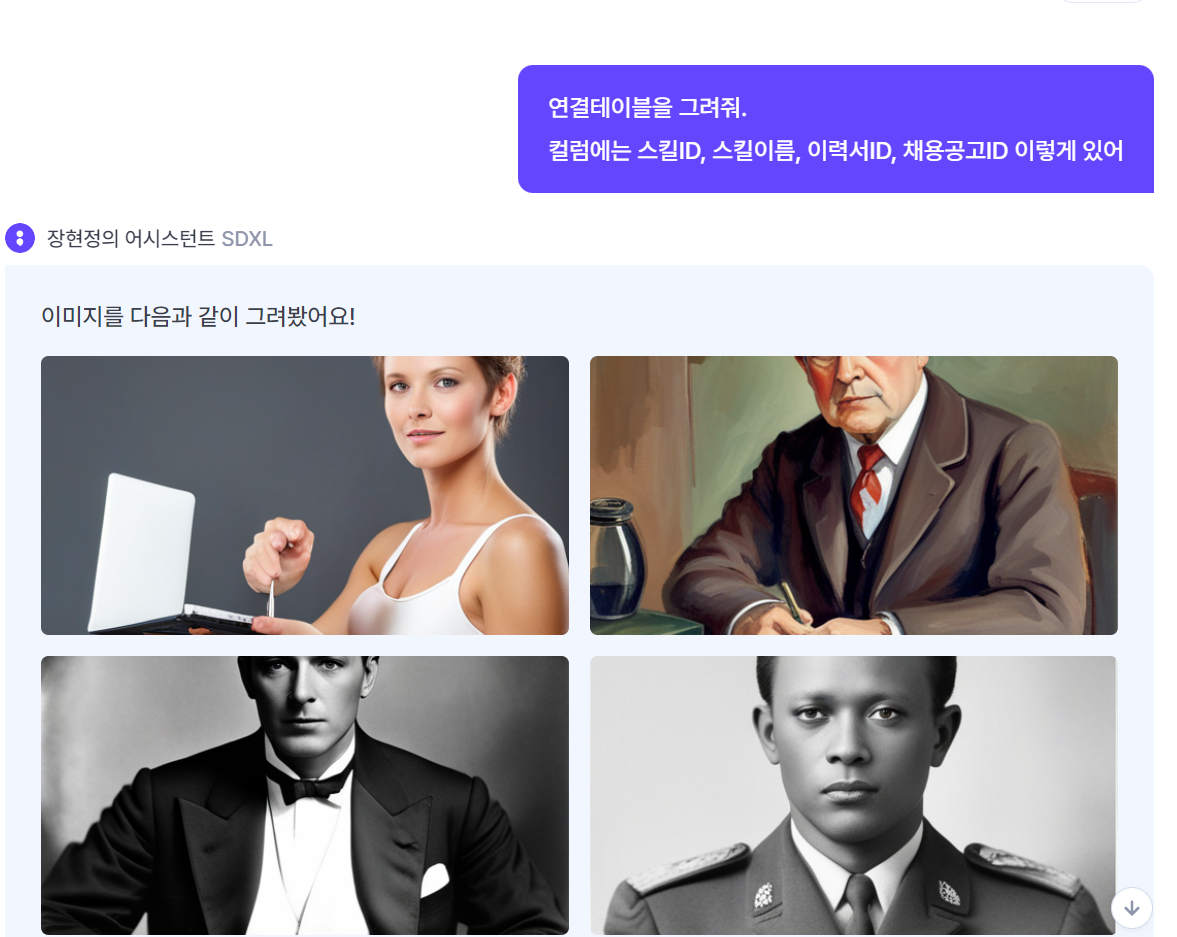 연결테이블을 그려줘.
컬럼에는 스킬ID, 스킬이름, 이력서ID, 채용공고ID 이렇게 있어
장현정의 어시스턴트 SDXL
이미지를 다음과 같이 그려봤어요!